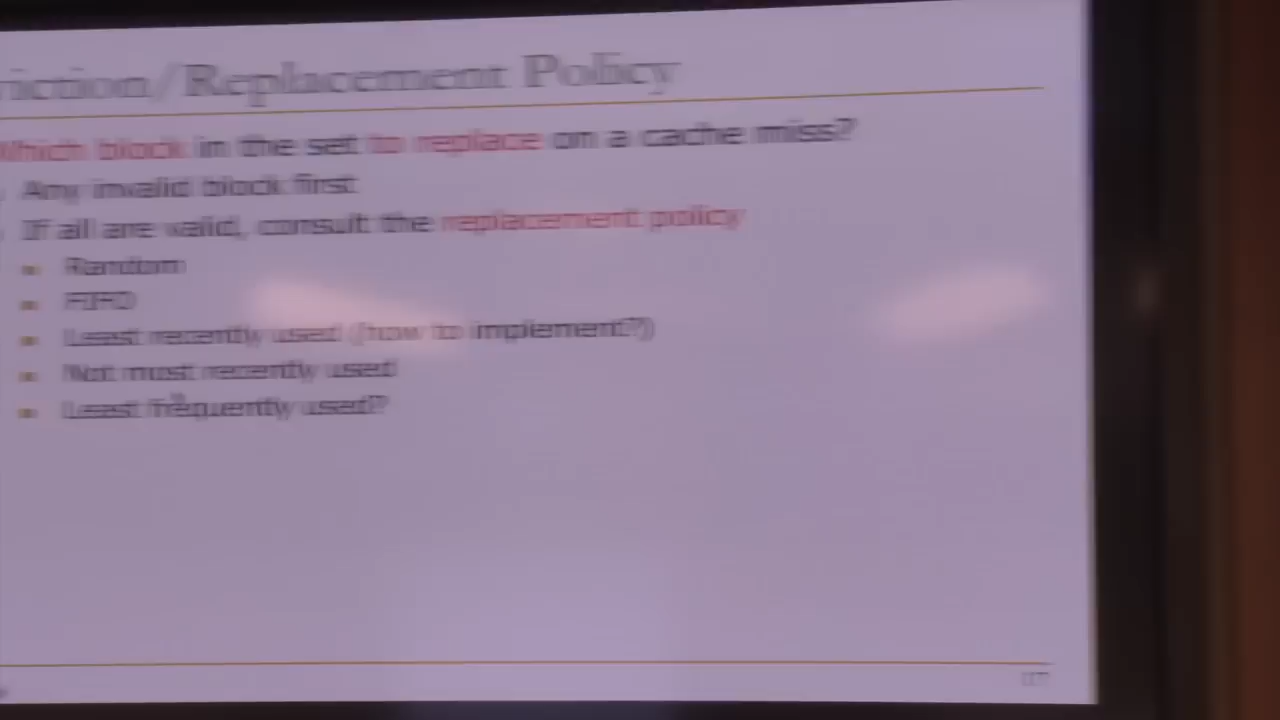 viction/Replacement Policy
Which block in the set to replace on a cache miss?
Any invalid block first
If all are valid, consult the replacement policy
Random
FIFO
Least recently used (how to implement?)
Not most recently used
Least frequently used?